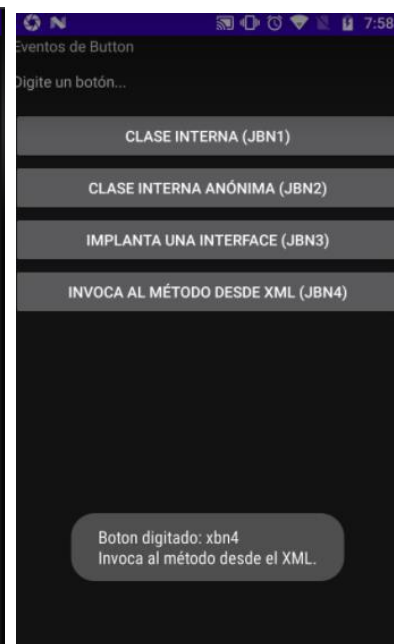 7:58
Eventos de Button
Digite un botón...
CLASE INTERNA (JBN1)
CLASE INTERNA ANÓNIMA (JBN2)
IMPLANTA UNA INTERFACE (JBN3)
INVOCA AL MÉTODO DESDE XML (JBN4)
Boton digitado: xbn4
Invoca al método desde el XML.